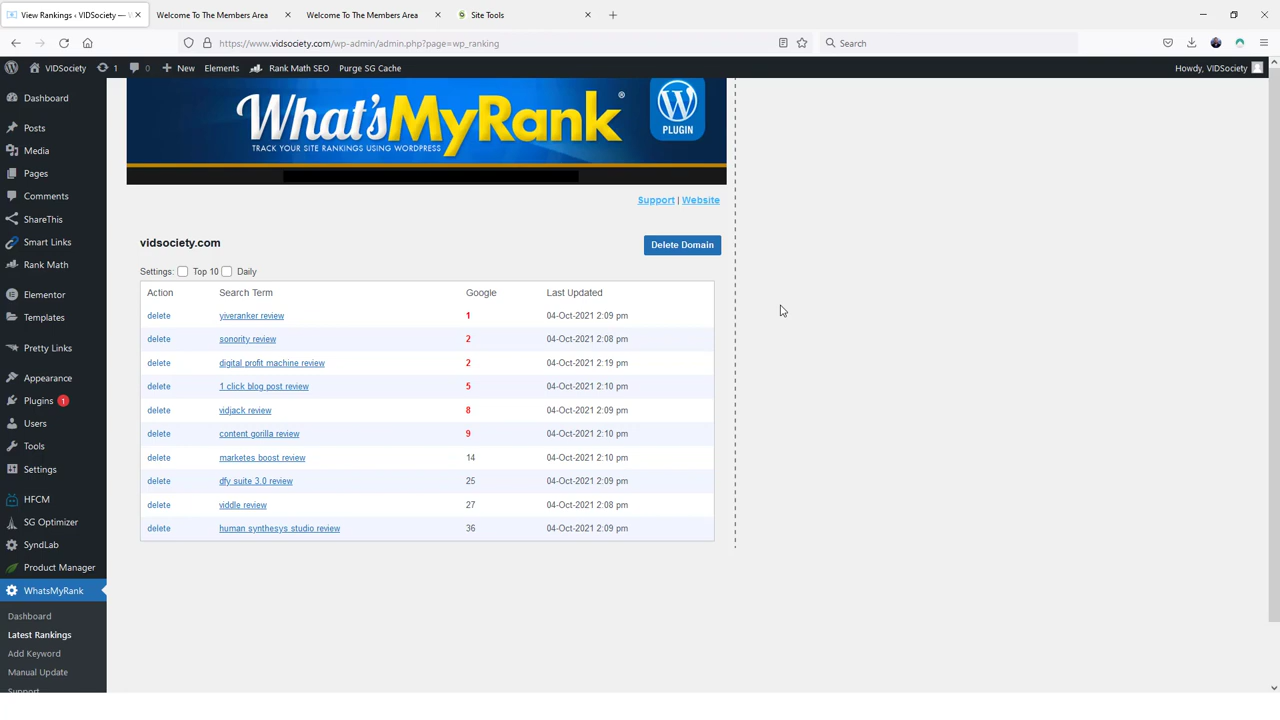 View Rankings ‹ VIDSociety —
Welcome To The Members Area
Welcome To The Members Area
Site Tools
https://www.vidsociety.com/wp-admin/admin.php?page=wp_ranking
Search
VIDSociety
1
0
New
Elements
Rank Math SEO
Purge SG Cache
Howdy, VIDSociety
Dashboard
Posts
Media
Pages
Comments
ShareThis
Smart Links
Rank Math
Elementor
Templates
Pretty Links
Appearance
Plugins 1
Users
Tools
Settings
HFCM
SG Optimizer
SyndLab
Product Manager
WhatsMyRank
Dashboard
Latest Rankings
Add Keyword
Manual Update
Support
What'sMyRank ®
TRACK YOUR SITE RANKINGS USING WORDPRESS
PLUGIN
Support | Website
vidsociety.com
Delete Domain
Settings: Top 10 Daily
Action Search Term Google Last Updated
delete yiveranker review 1 04-Oct-2021 2:09 pm
delete sonority review 2 04-Oct-2021 2:08 pm
delete digital profit machine review 2 04-Oct-2021 2:19 pm
delete 1 click blog post review 5 04-Oct-2021 2:10 pm
delete vidjack review 8 04-Oct-2021 2:09 pm
delete content gorilla review 9 04-Oct-2021 2:10 pm
delete marketes boost review 14 04-Oct-2021 2:10 pm
delete dfy suite 3.0 review 25 04-Oct-2021 2:09 pm
delete viddle review 27 04-Oct-2021 2:08 pm
delete human synthesys studio review 36 04-Oct-2021 2:09 pm